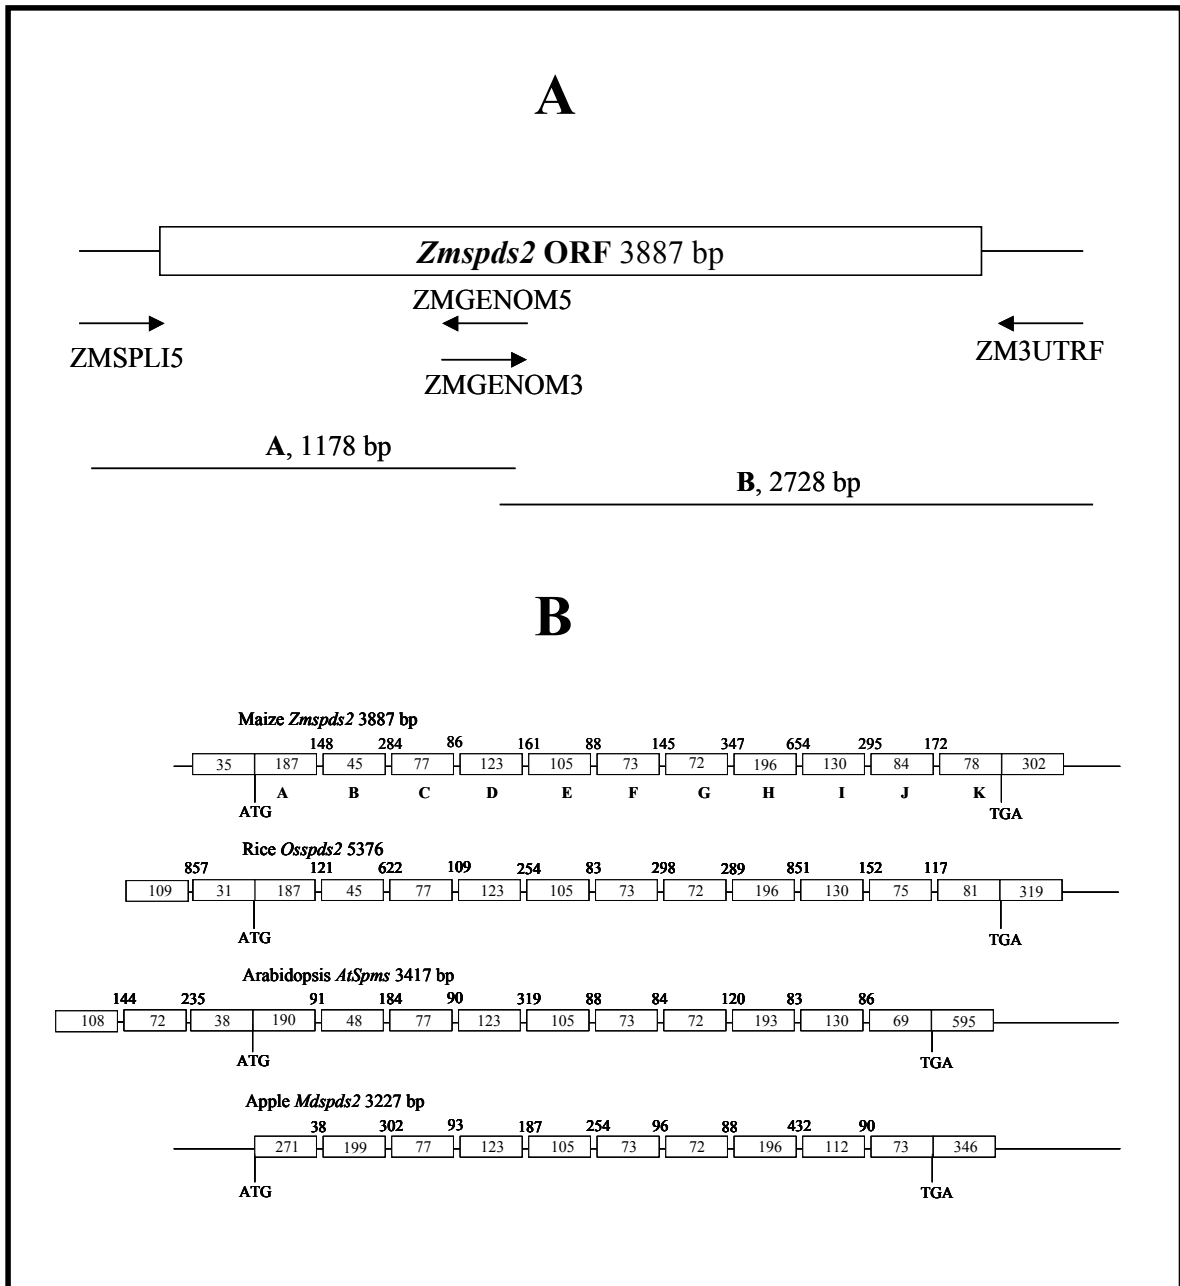 A
Zmspds2 ORF 3887 bp
ZMGENOM5
ZMSPLI5
ZM3UTRF
ZMGENOM3
A, 1178 bp
B, 2728 bp
B
Maize Zmspds2 3887 bp
148 284 86 161 88 145 347 654 295 172
35 187 45 77 123 105 73 72 196 130 84 78 302
A B C D E F G H I J K
ATG TGA
Rice Osspds2 5376
857 121 622 109 254 83 298 289 851 152 117
109 31 187 45 77 123 105 73 72 196 130 75 81 319
ATG TGA
Arabidopsis AtSpms 3417 bp
144 235 91 184 90 319 88 84 120 83 86
108 72 38 190 48 77 123 105 73 72 193 130 69 595
ATG TGA
Apple Mdspds2 3227 bp
38 302 93 187 254 96 88 432 90
271 199 77 123 105 73 72 196 112 73 346
ATG TGA